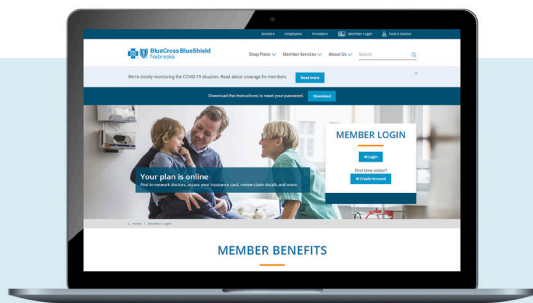 Brokers Employers Providers Member Login Find a Doctor
BlueCross BlueShield
Nebraska
Shop Plans Member Services About Us Search
We're closely monitoring the COVID-19 situation. Read about coverage for members. Read more
Download the instructions to reset your password. Download
MEMBER LOGIN
Login
First time visitor?
Create Account
Your plan is online
Find in-network doctors, access your insurance card, review claim details and more.
Home / Member Login
MEMBER BENEFITS